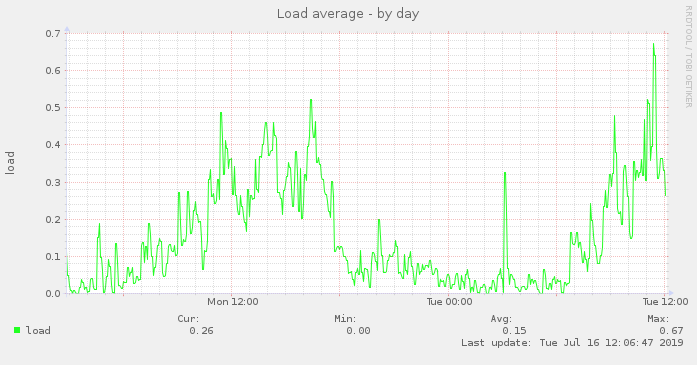 Load average - by day
RRDTOOL / TOBI OETIKER
load
0.7
0.6
0.5
0.4
0.3
0.2
0.1
0.0
Mon 12:00 Tue 00:00 Tue 12:00
Cur: Min: Avg: Max:
load 0.26 0.00 0.15 0.67
Last update: Tue Jul 16 12:06:47 2019